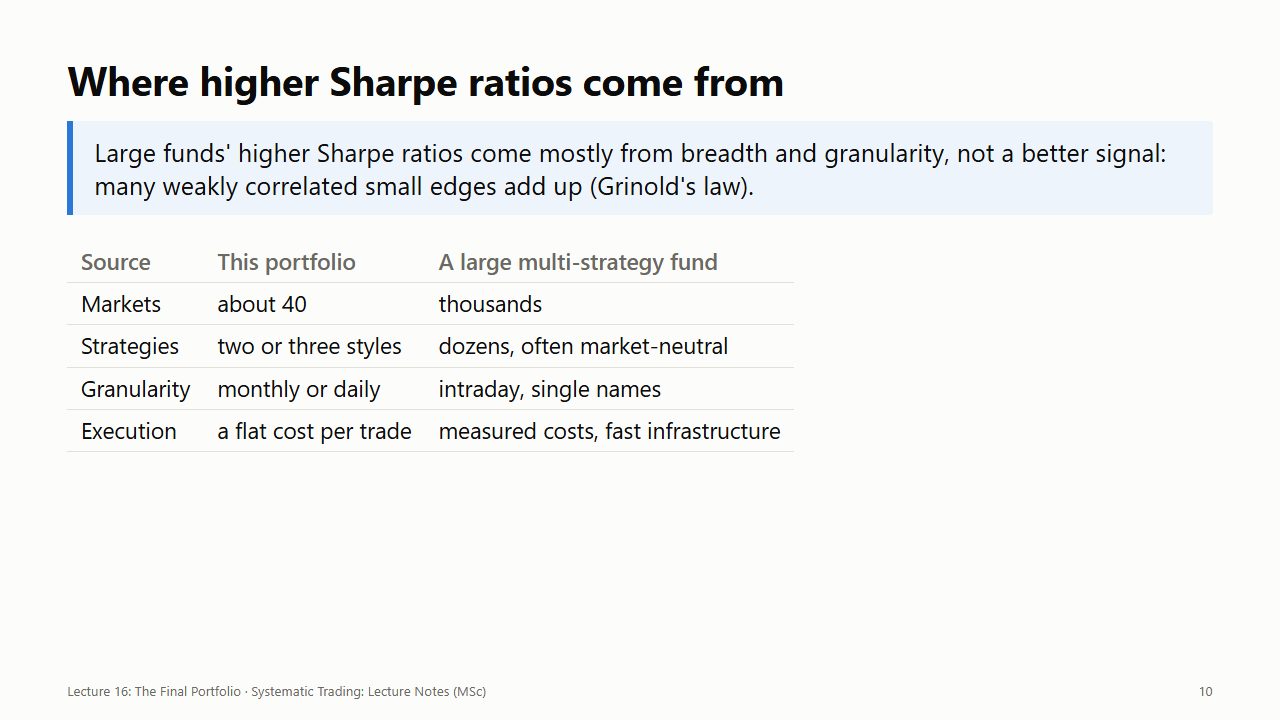 Where higher Sharpe ratios come from
Large funds' higher Sharpe ratios come mostly from breadth and granularity, not a better signal:
many weakly correlated small edges add up (Grinold's law).
Source This portfolio A large multi-strategy fund
Markets about 40 thousands
Strategies two or three styles dozens, often market-neutral
Granularity monthly or daily intraday, single names
Execution a flat cost per trade measured costs, fast infrastructure
Lecture 16: The Final Portfolio · Systematic Trading: Lecture Notes (MSc) 10